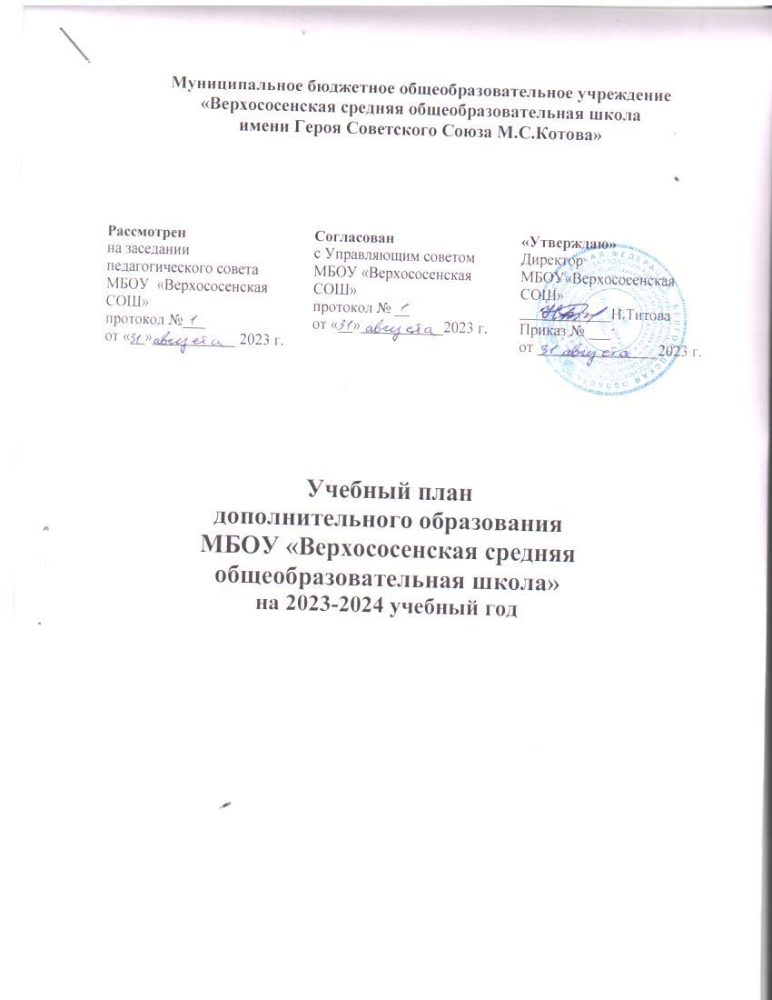 Муниципальное бюджетное общеобразовательное учреждение
«Верхососенская средняя общеобразовательная школа
имени Героя Советского Союза М.С.Котова»
Рассмотрен
на заседании
педагогического совета
МБОУ «Верхососенская
СОШ»
протокол № 1
от «31» августа 2023 г.
Согласован
с Управляющим советом
МБОУ «Верхососенская
СОШ»
протокол № 1
от «31» августа 2023 г.
«Утверждаю»
Директор
МБОУ«Верхососенская
СОШ»
Н.Титова
Приказ № ___
от 31 августа 2023 г.
Учебный план
дополнительного образования
МБОУ «Верхососенская средняя
общеобразовательная школа»
на 2023-2024 учебный год